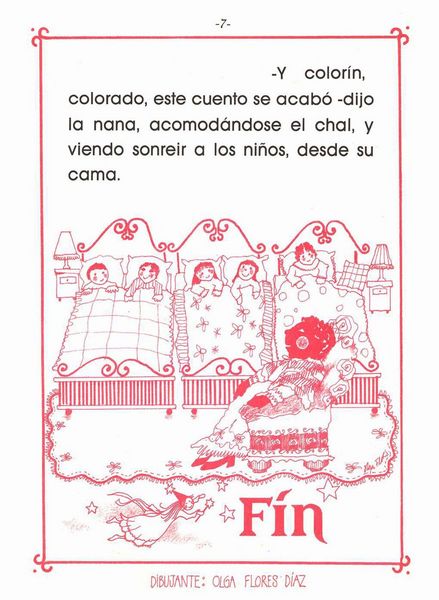 -7-
-Y colorín,
colorado, este cuento se acabó -dijo
la nana, acomodándose el chal, y
viendo sonreir a los niños, desde su
cama.
Fín
DIBUJANTE: OLGA FLORES DÍAZ